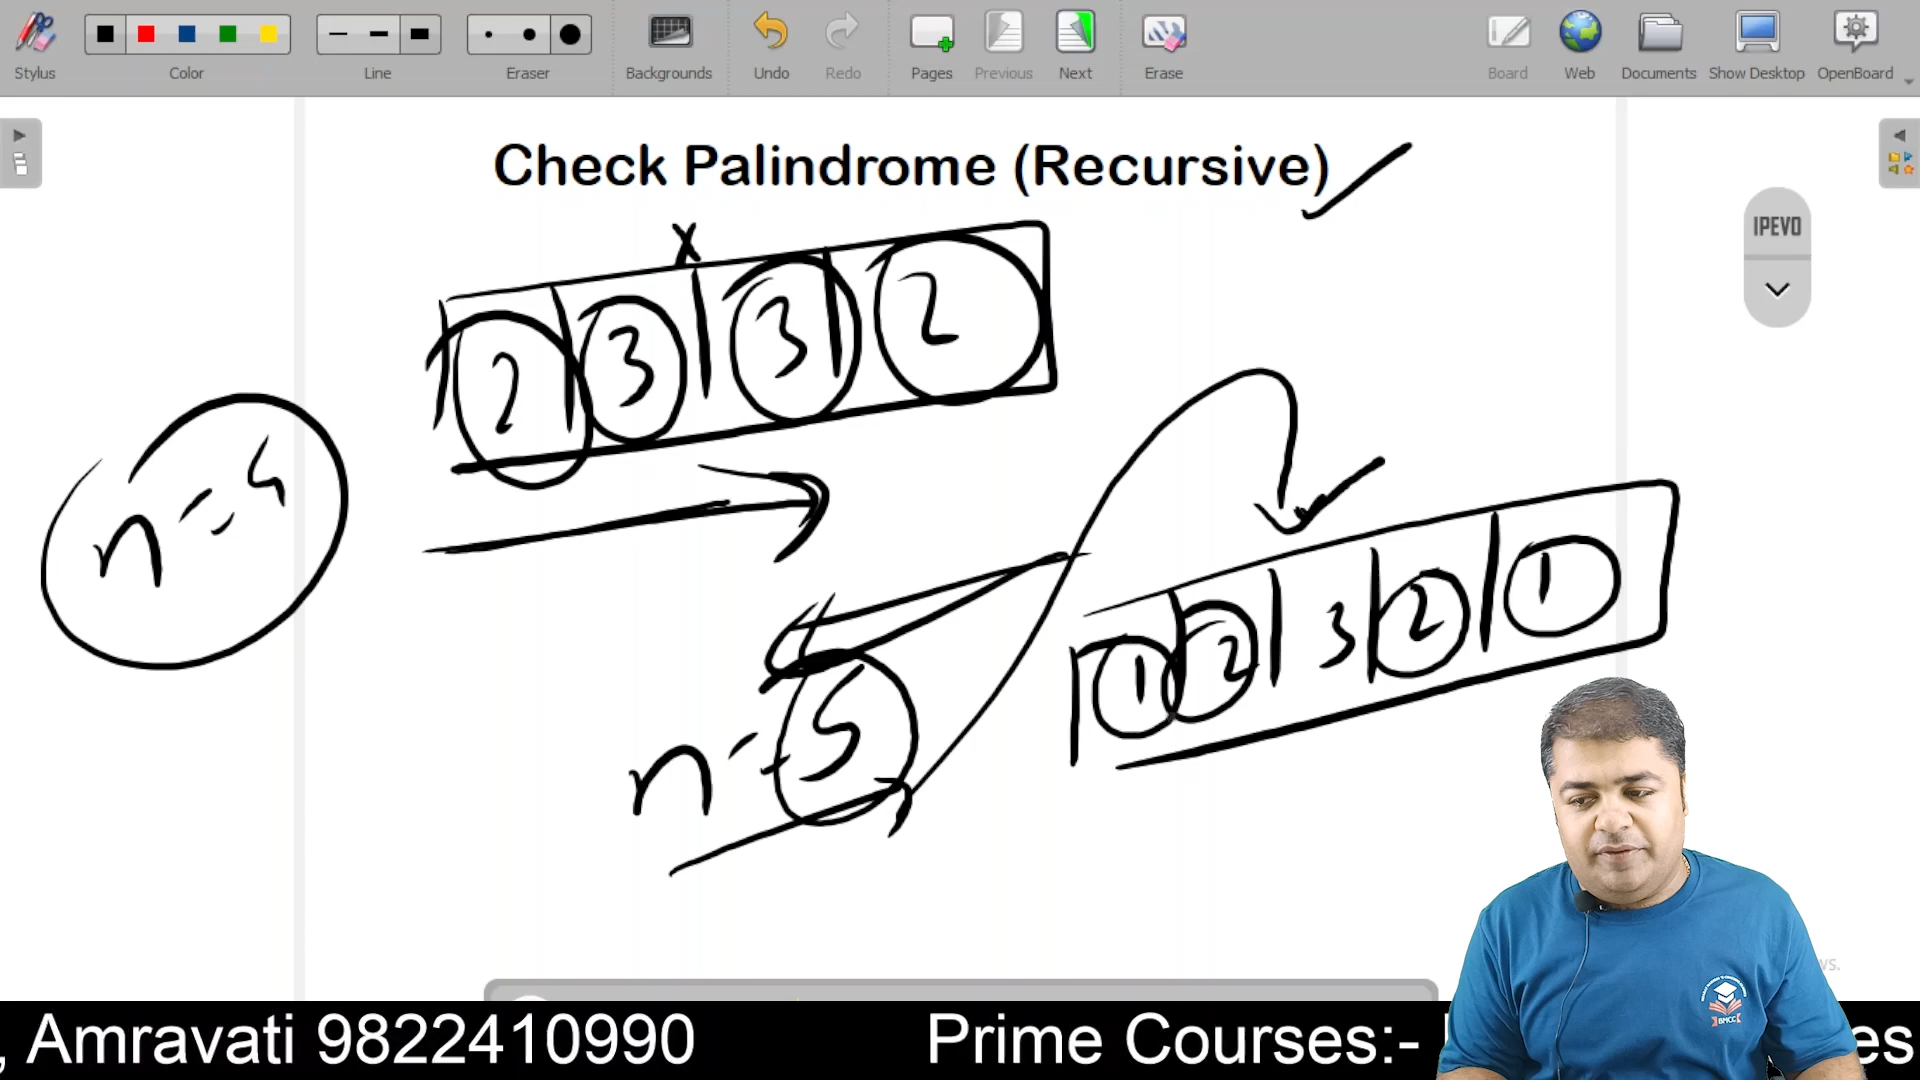 Stylus Color Line Eraser Backgrounds Undo Redo Pages Previous Next Erase Board Web Documents Show Desktop OpenBoard
Check Palindrome (Recursive)
IPEVO
x
2 3 3 2
n=4
1 2 3 2 1
n=5
BMCC
, Amravati 9822410990 Prime Courses:-